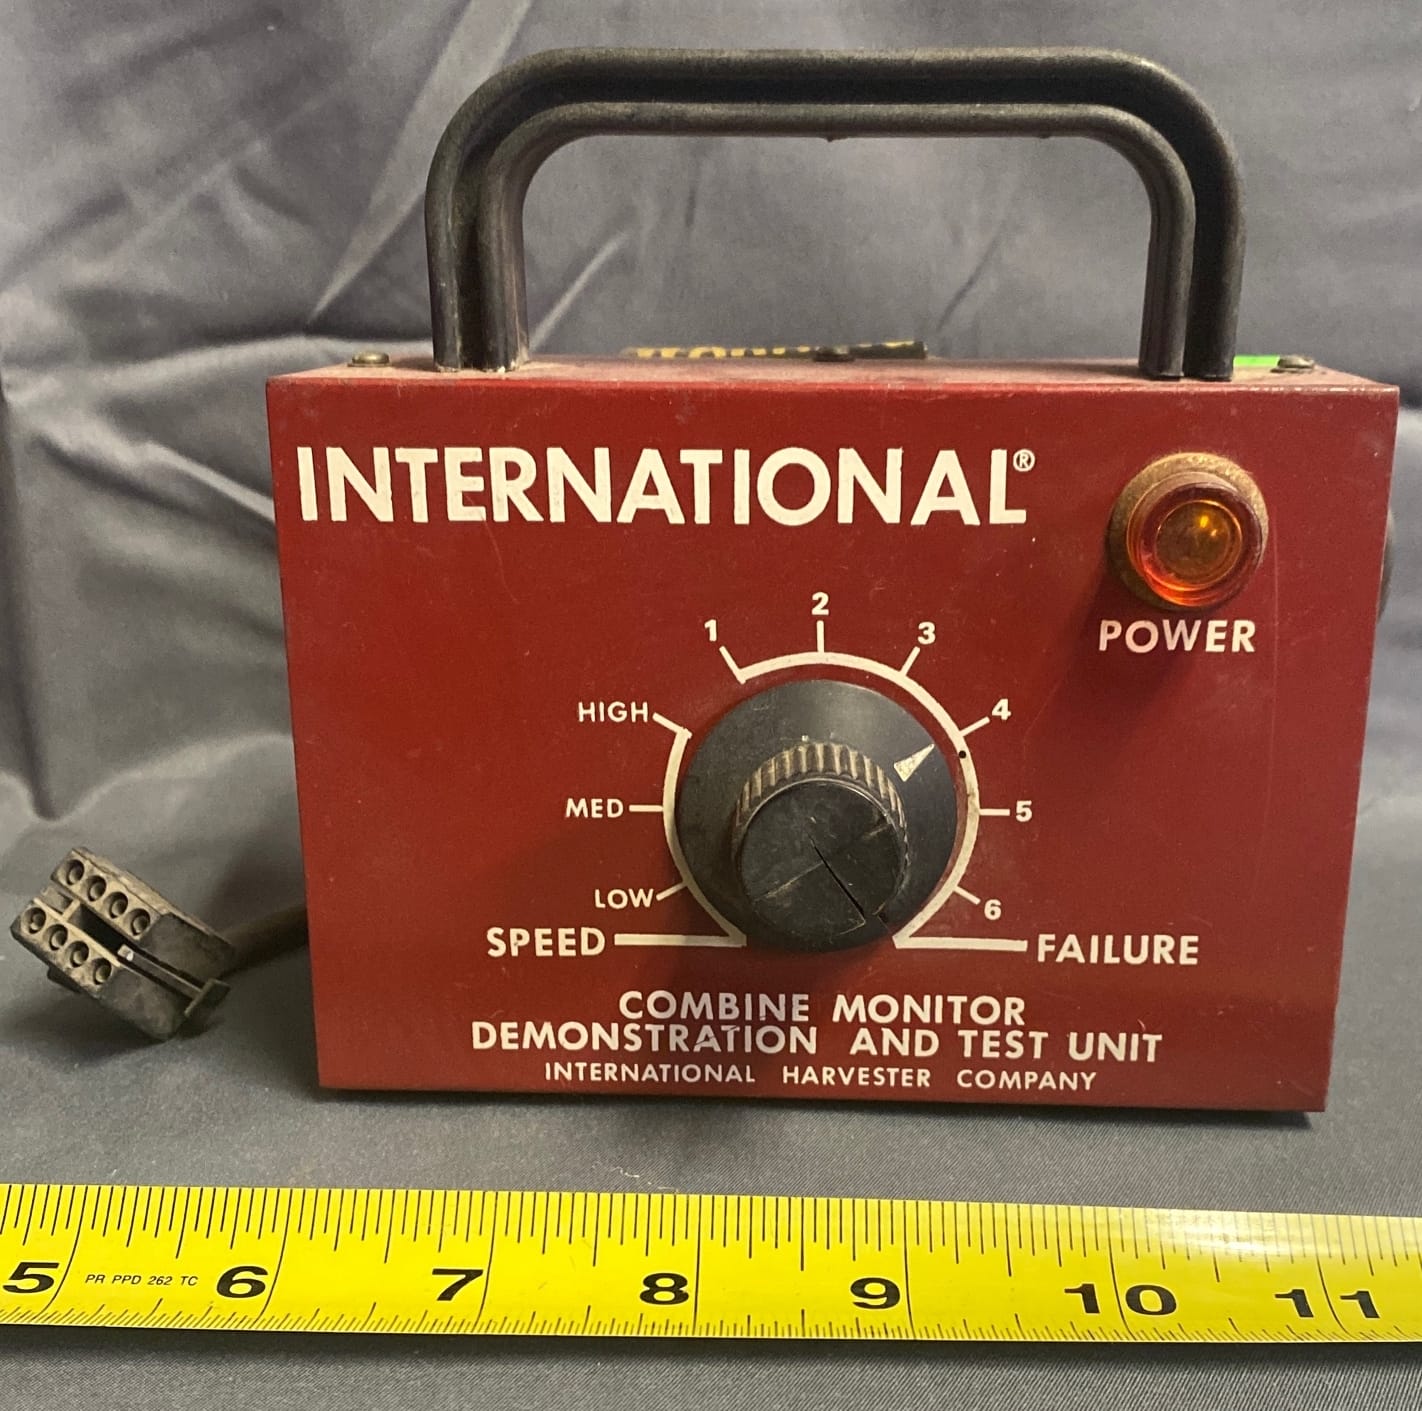 INTERNATIONAL®
POWER
1
2
3
4
5
6
HIGH
MED
LOW
SPEED
FAILURE
COMBINE MONITOR
DEMONSTRATION AND TEST UNIT
INTERNATIONAL HARVESTER COMPANY
5 PR PPD 262 TC 6 7 8 9 10 11